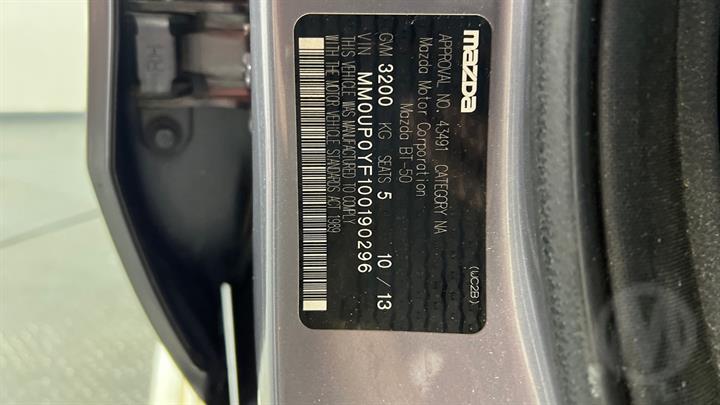 mazda
APPROVAL NO. 43491 CATEGORY NA
Mazda Motor Corporation
Mazda BT-50
(UC2B)
GVM 3200 KG SEATS 5 10 / 13
VIN MM0UP0YF100190296
THIS VEHICLE WAS MANUFACTURED TO COMPLY
WITH THE MOTOR VEHICLE STANDARDS ACT 1989
HRH